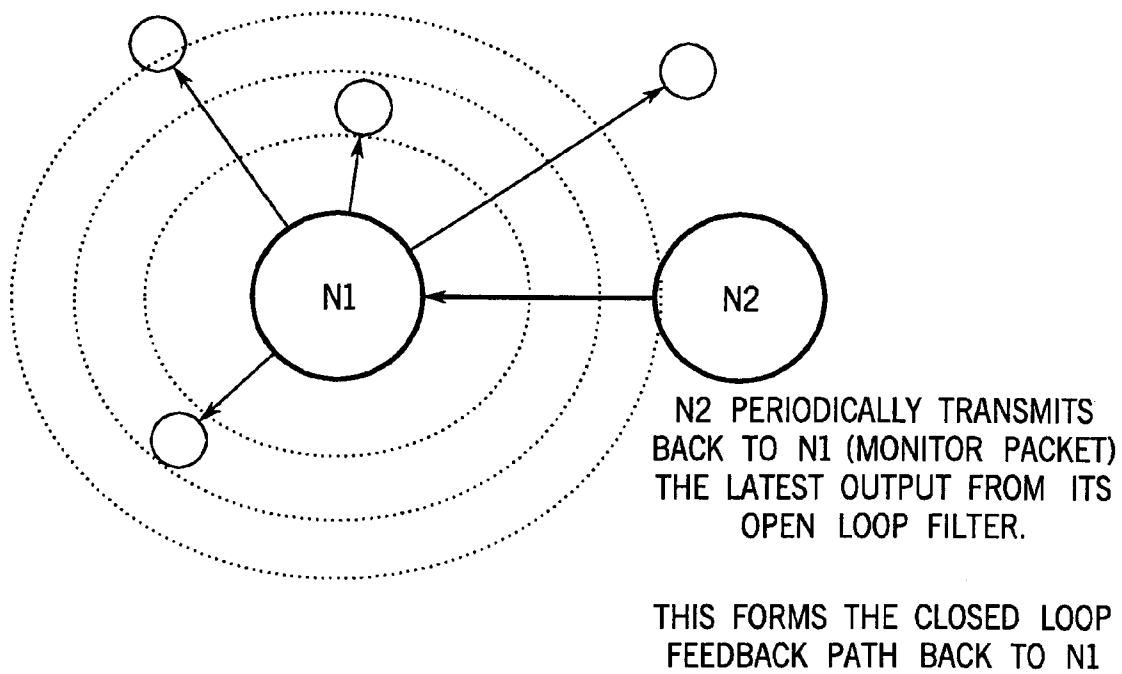 N1
N2
N2 PERIODICALLY TRANSMITS
BACK TO N1 (MONITOR PACKET)
THE LATEST OUTPUT FROM ITS
OPEN LOOP FILTER.
THIS FORMS THE CLOSED LOOP
FEEDBACK PATH BACK TO N1